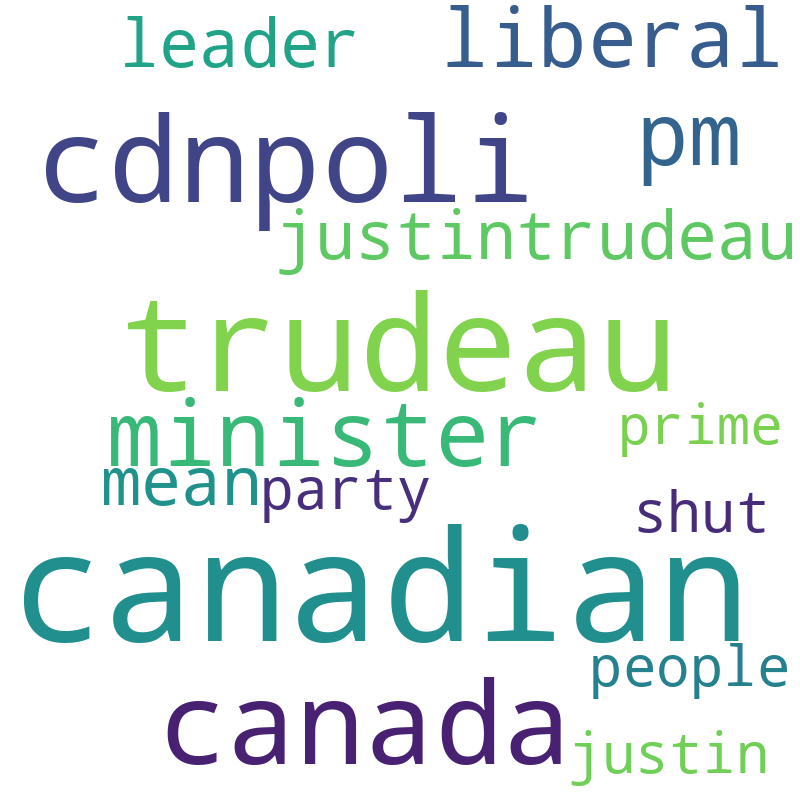 leader liberal
cdnpoli pm
justintrudeau
trudeau
minister prime
mean party shut
canadian
people
canada justin